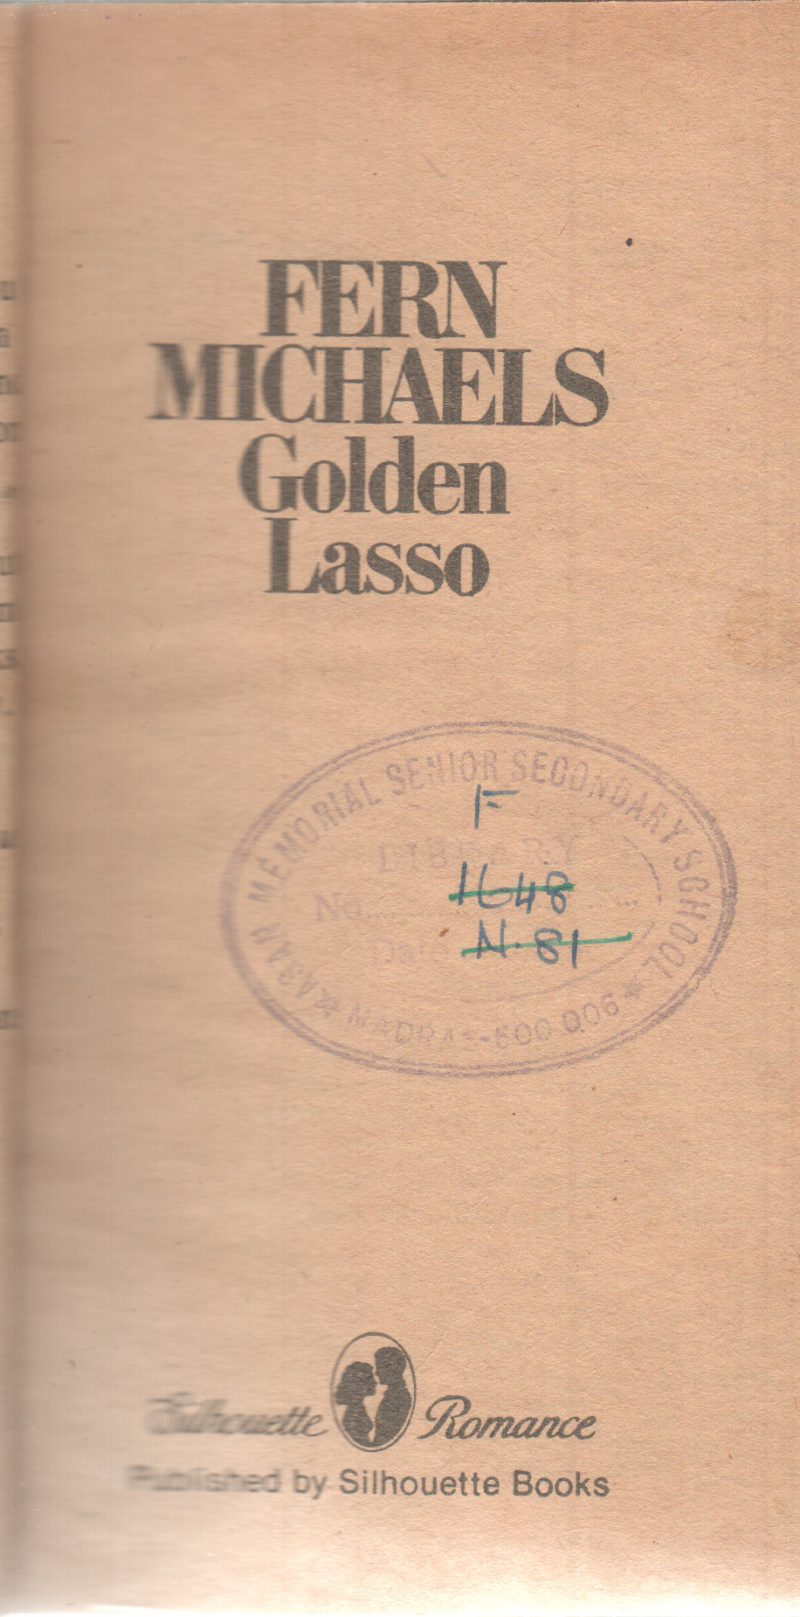 FERN
MICHAELS
Golden
Lasso
ASAN MEMORIAL SENIOR SECONDARY SCHOOL
F
LIBRARY
No.
1648
Date
N. 81
MADRAS-600 006
Silhouette Romance
Published by Silhouette Books